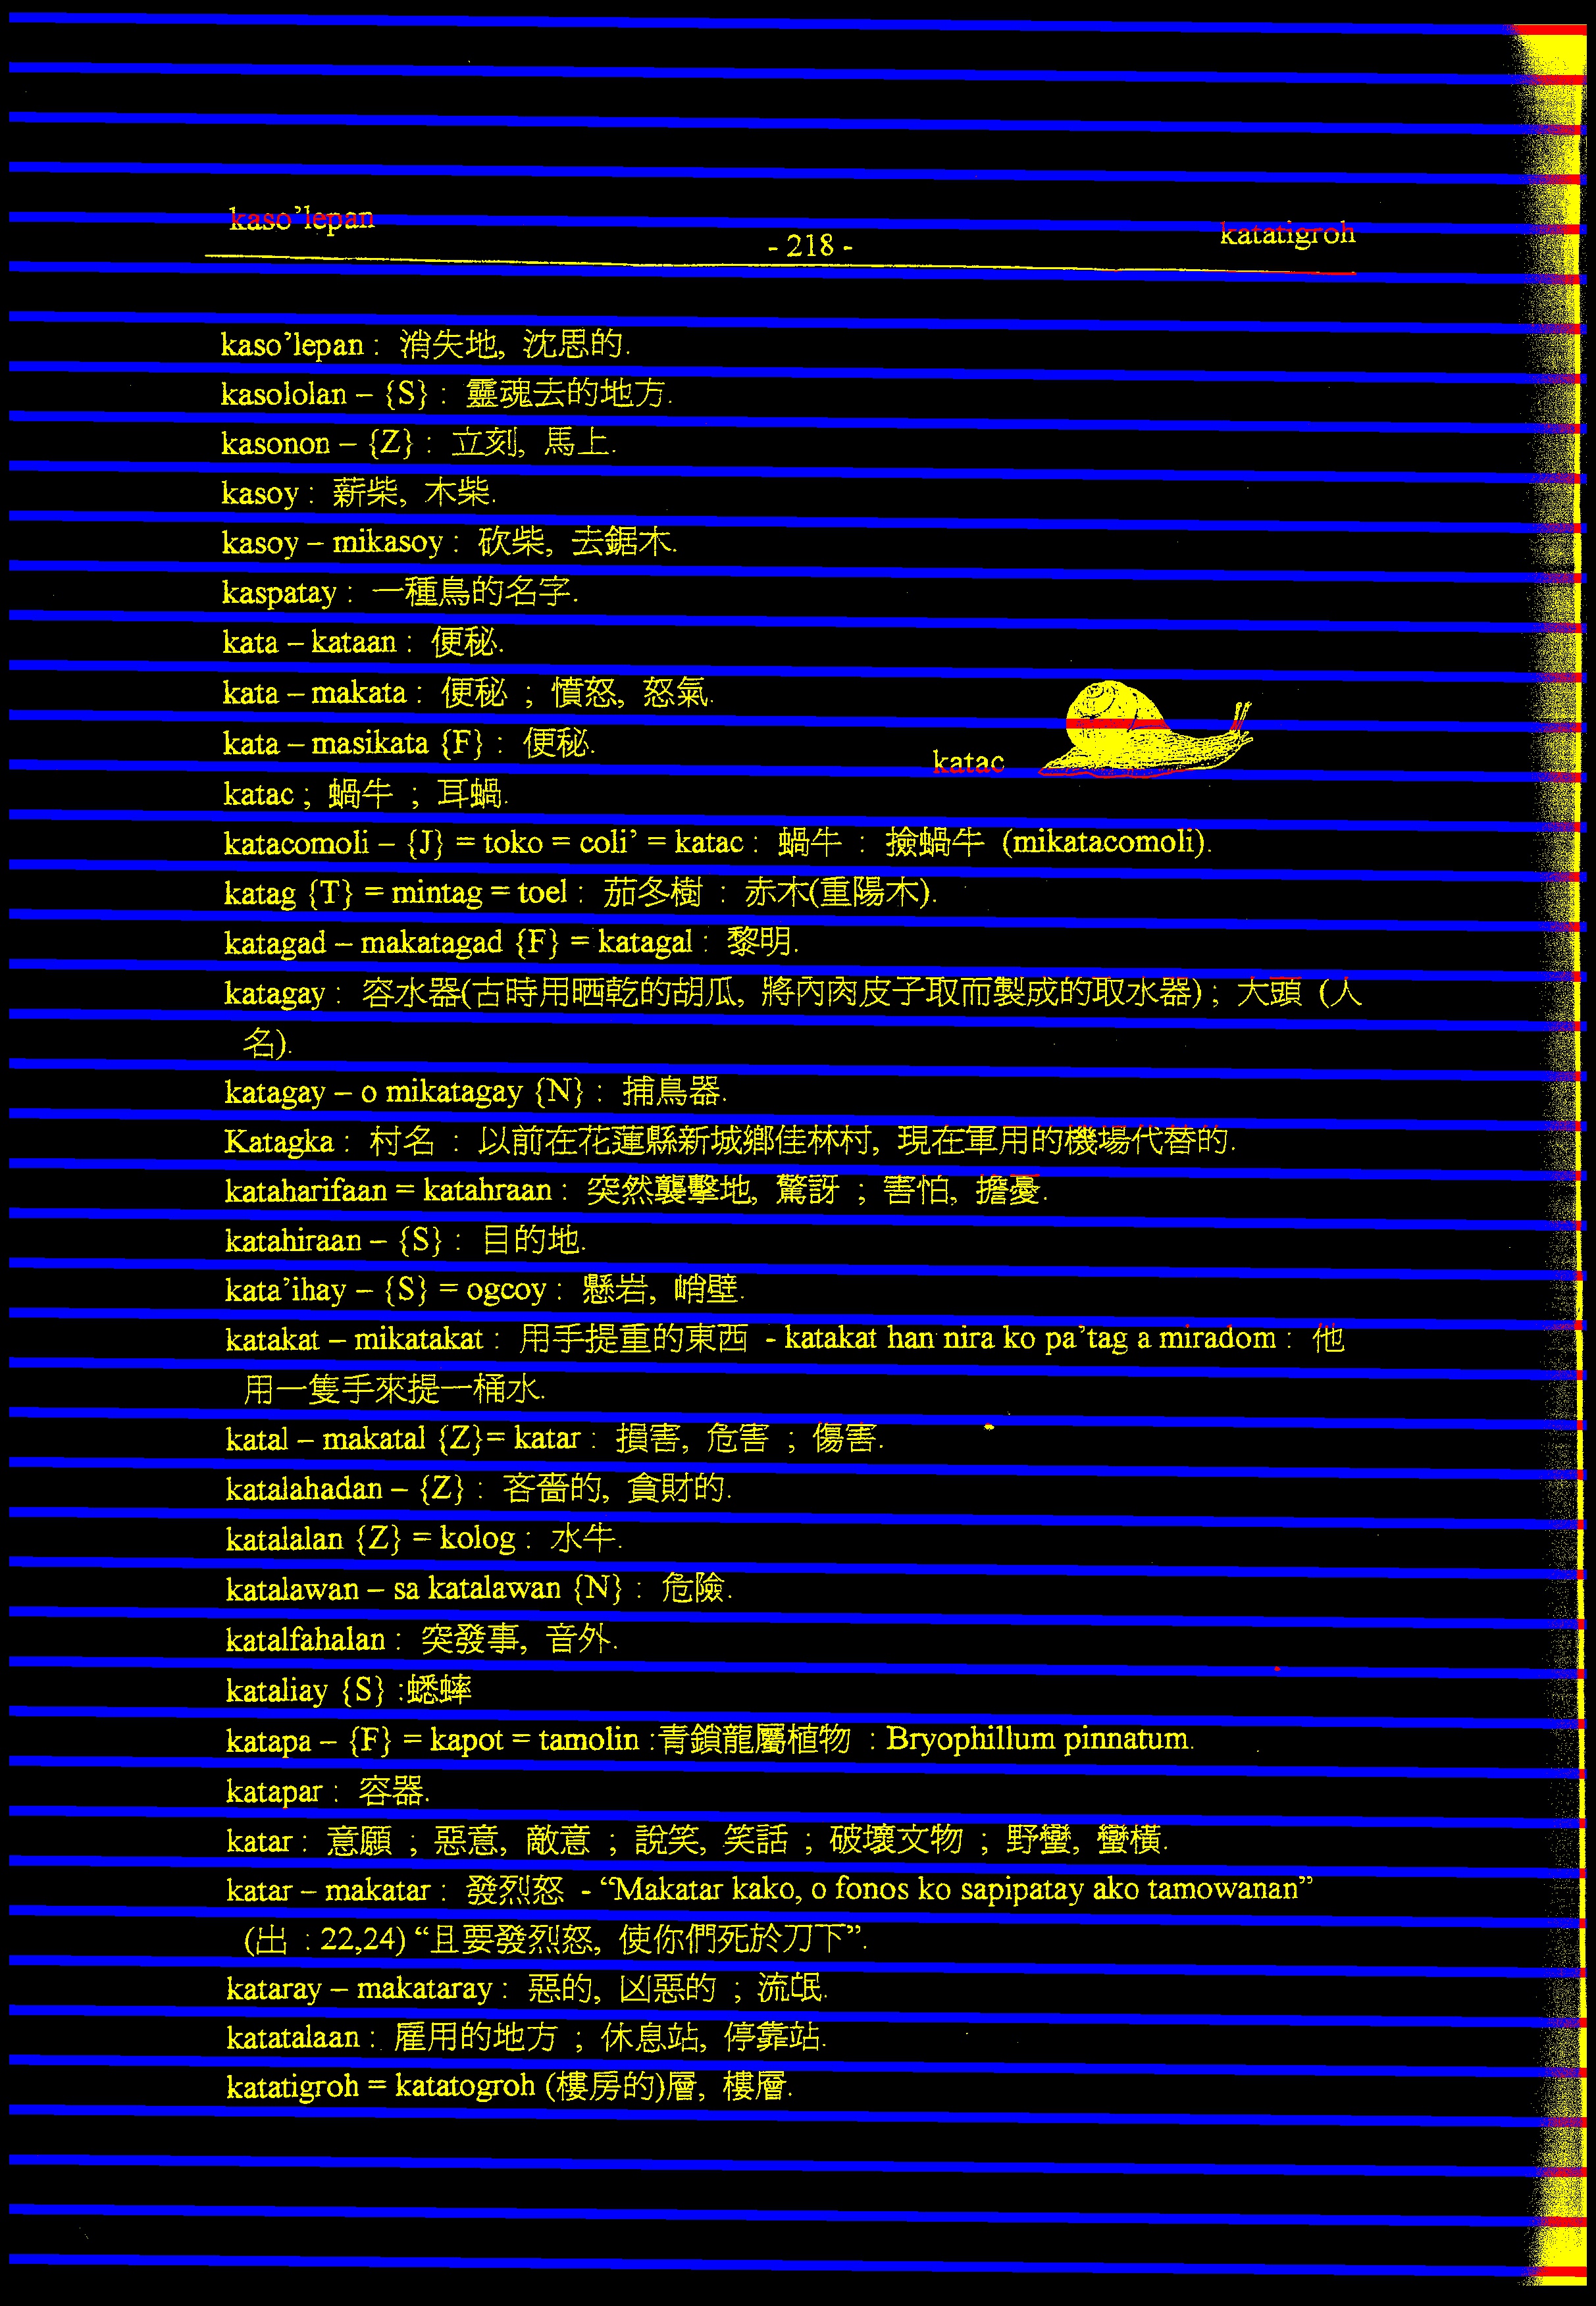 kaso’lepan
- 218 -
katatigroh
kaso’lepan : 消失地, 沈思的.
kasololan – {S} : 靈魂去的地方.
kasonon – {Z} : 立刻, 馬上.
kasoy : 薪柴, 木柴.
kasoy – mikasoy : 砍柴, 去鋸木.
kaspatay : 一種鳥的名字.
kata – kataan : 便秘.
kata – makata : 便秘 ; 憤怒, 怒氣.
kata – masikata {F} : 便秘.
katac
katac ; 蝸牛 ; 耳蝸.
katacomoli – {J} = toko = coli’ = katac : 蝸牛 : 撿蝸牛 (mikatacomoli).
katag {T} = mintag = toel : 茄冬樹 : 赤木(重陽木).
katagad – makatagad {F} = katagal : 黎明.
katagay : 容水器(古時用晒乾的胡瓜, 將內肉皮子取而製成的取水器) ; 大頭 (人
名).
katagay – o mikatagay {N} : 捕鳥器.
Katagka : 村名 : 以前在花蓮縣新城鄉佳林村, 現在軍用的機場代替的.
kataharifaan = katahraan : 突然襲擊地, 驚訝 ; 害怕, 擔憂.
katahiraan – {S} : 目的地.
kata’ihay – {S} = ogcoy : 懸岩, 峭壁.
katakat – mikatakat : 用手提重的東西 - katakat han nira ko pa’tag a miradom : 他
用一隻手來提一桶水.
katal – makatal {Z}= katar : 損害, 危害 ; 傷害.
katalahadan – {Z} : 吝嗇的, 貪財的.
katalalan {Z} = kolog : 水牛.
katalawan – sa katalawan {N} : 危險.
katalfahalan : 突發事, 音外.
kataliay {S} :蟋蟀
katapa – {F} = kapot = tamolin :青鎖龍屬植物 : Bryophillum pinnatum.
katapar : 容器.
katar : 意願 ; 惡意, 敵意 ; 說笑, 笑話 ; 破壞文物 ; 野蠻, 蠻橫.
katar – makatar : 發烈怒 - “Makatar kako, o fonos ko sapipatay ako tamowanan”
(出 : 22,24) “且要發烈怒, 使你們死於刀下”.
kataray – makataray : 惡的, 凶惡的 ; 流氓.
katatalaan : 雇用的地方 ; 休息站, 停靠站.
katatigroh = katatogroh (樓房的)層, 樓層.